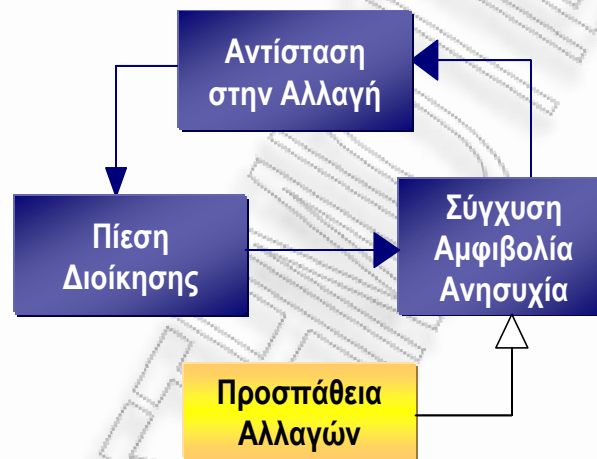 Αντίσταση
στην Αλλαγή
Πίεση
Διοίκησης
Σύγχυση
Αμφιβολία
Ανησυχία
Προσπάθεια
Αλλαγών